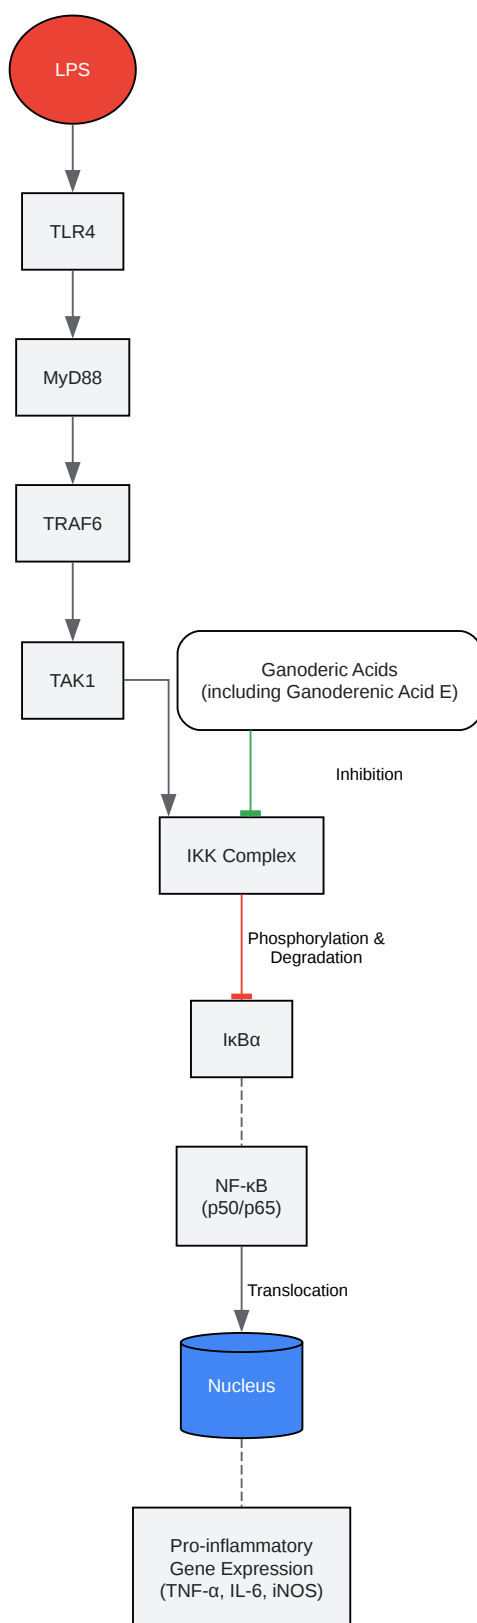 LPS
TLR4
MyD88
TRAF6
TAK1
Ganoderic Acids
(including Ganoderenic Acid E)
Inhibition
IKK Complex
Phosphorylation &
Degradation
IκBα
NF-κB
(p50/p65)
Translocation
Nucleus
Pro-inflammatory
Gene Expression
(TNF-α, IL-6, iNOS)